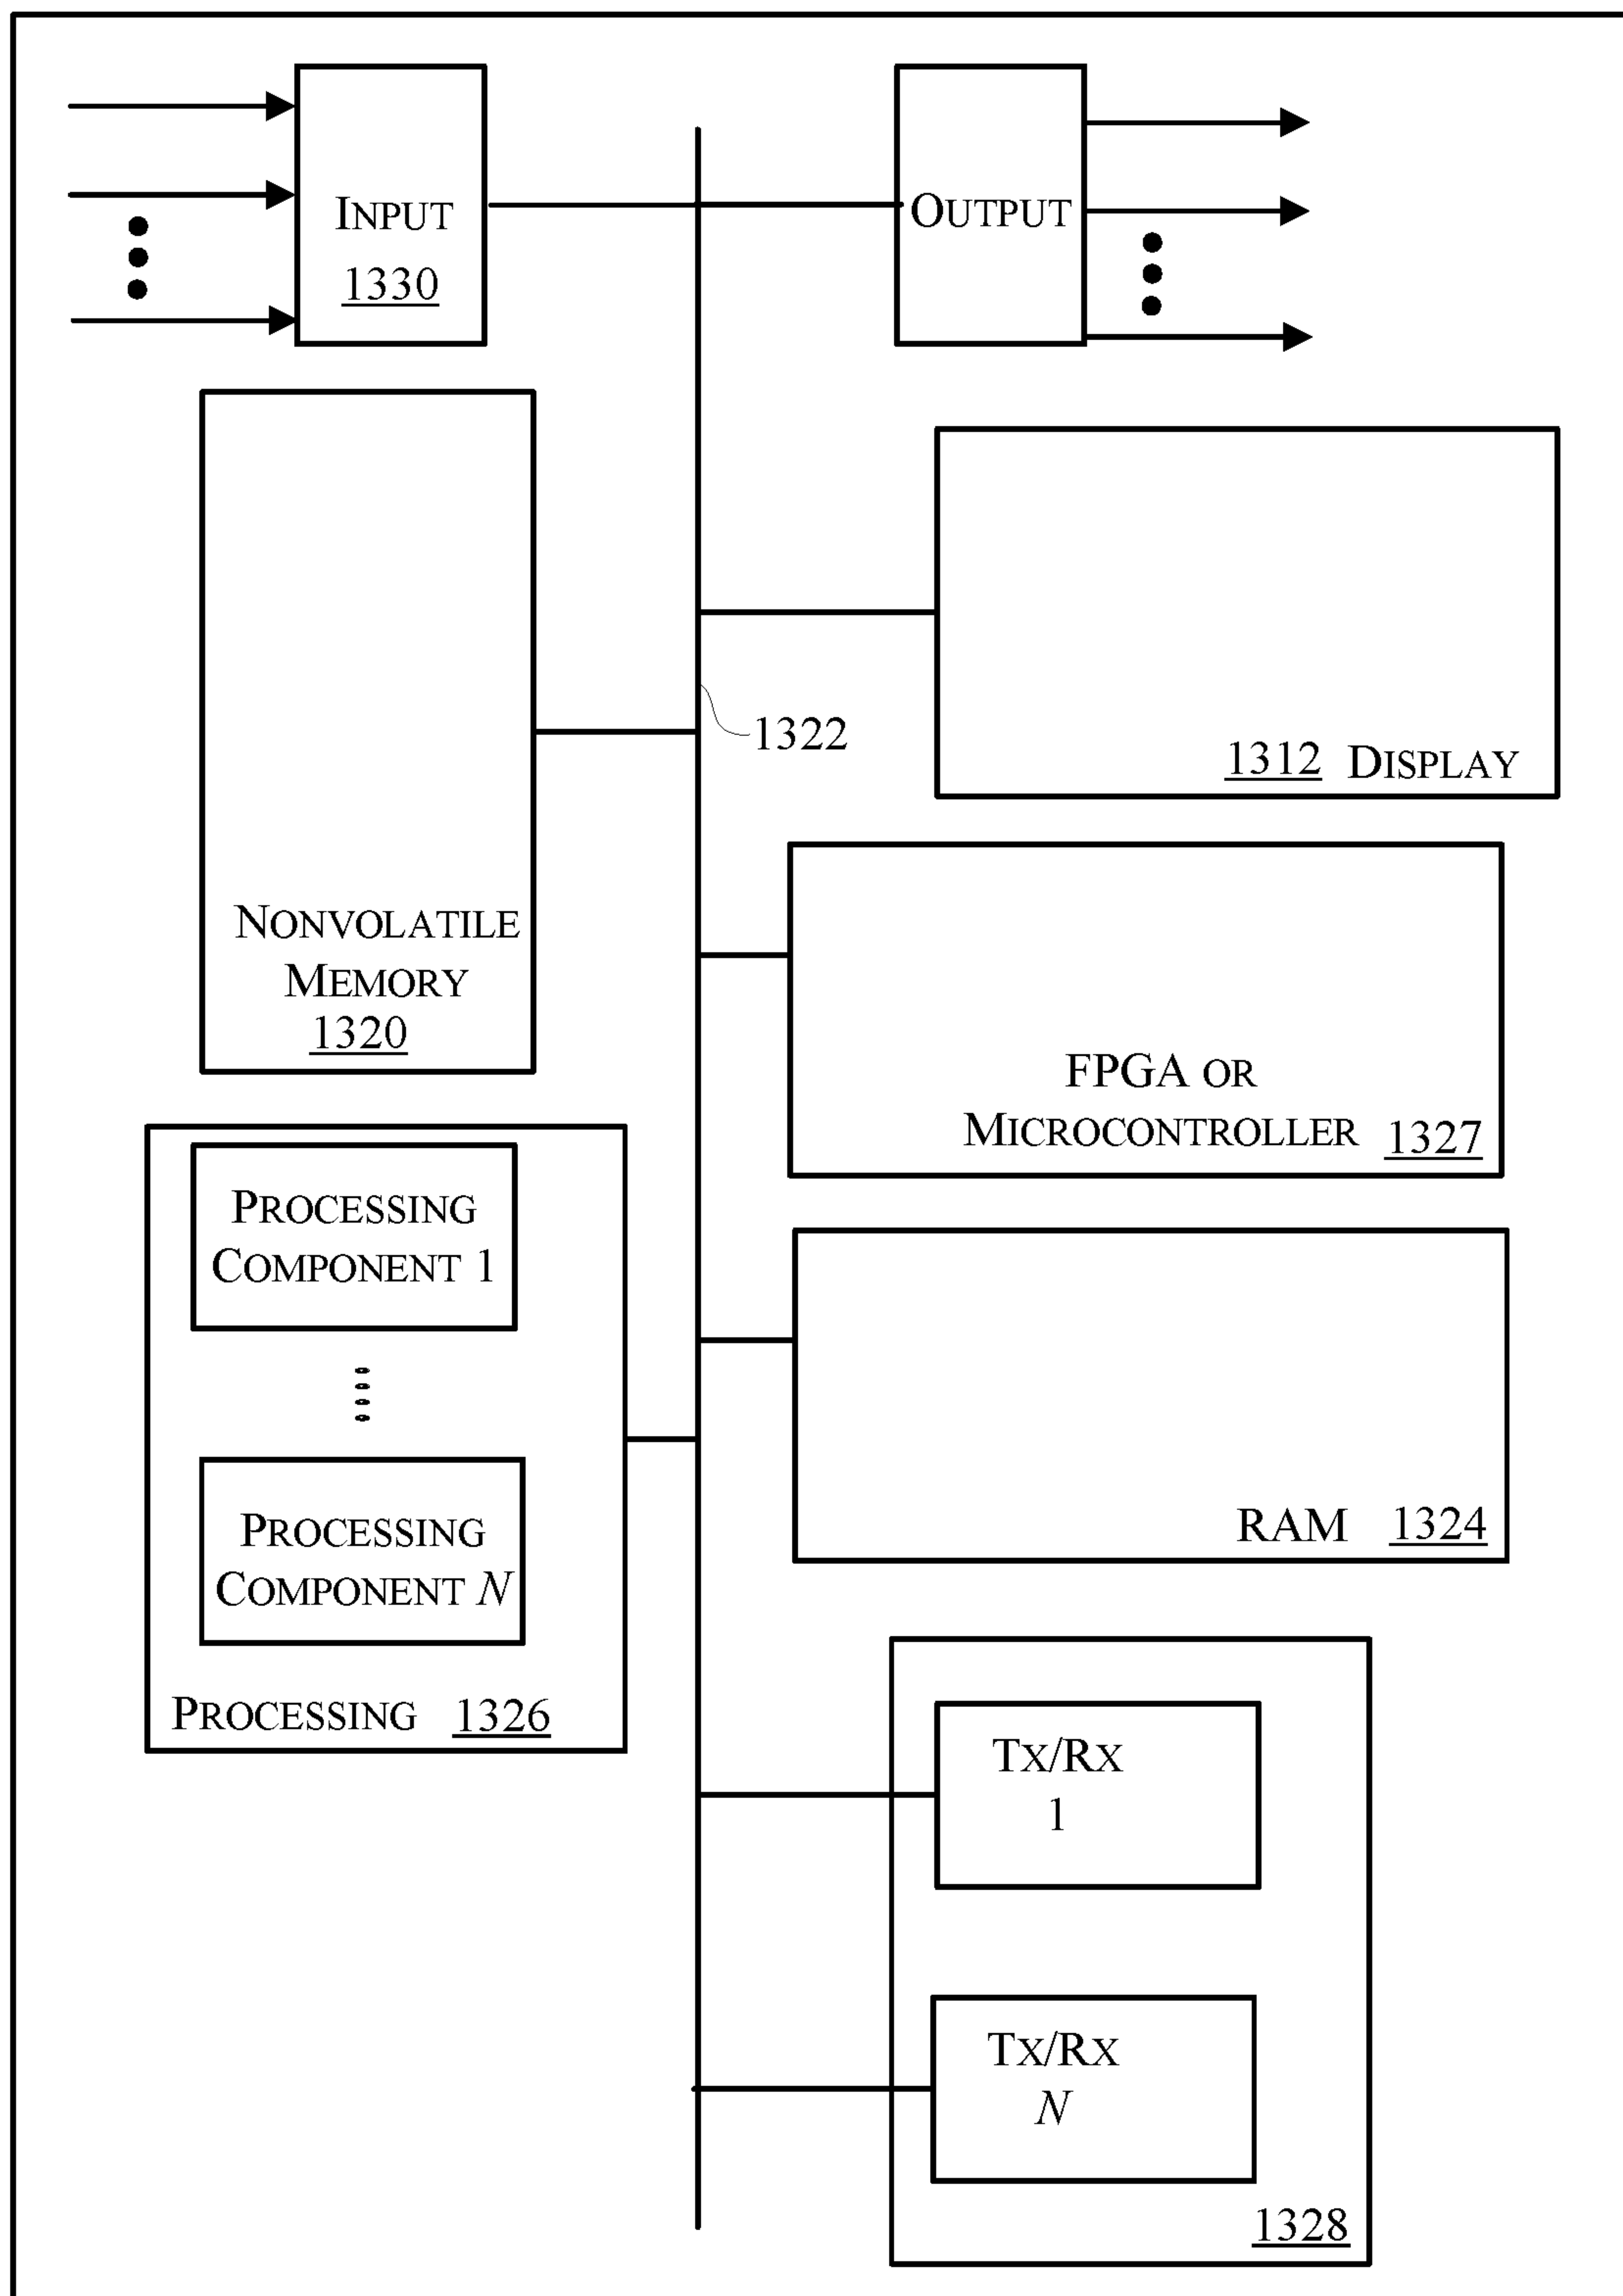 INPUT
1330
OUTPUT
1322
1312 DISPLAY
NONVOLATILE
MEMORY
1320
FPGA OR
MICROCONTROLLER 1327
PROCESSING
COMPONENT 1
PROCESSING
COMPONENT N
PROCESSING 1326
RAM 1324
TX/RX
1
TX/RX
N
1328